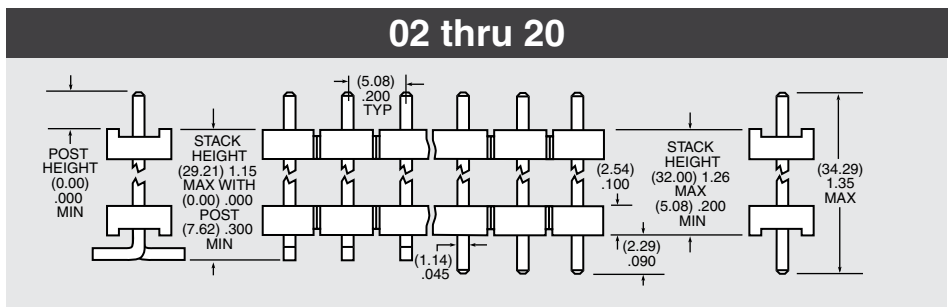 02 thru 20
(5.08)
.200
TYP
POST
HEIGHT
(0.00)
.000
MIN
STACK
HEIGHT
(29.21) 1.15
MAX WITH
(0.00) .000
POST
(7.62) .300
MIN
(1.14)
.045
(2.54)
.100
(2.29)
.090
STACK
HEIGHT
(32.00) 1.26
MAX
(5.08) .200
MIN
(34.29)
1.35
MAX